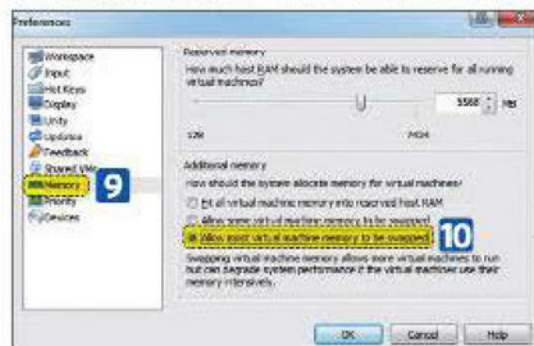 Preferences
Workspace
Input
Hot Keys
Display
Unity
Updates
Feedback
Shared VMs
Memory
Priority
Devices
9
Reserved memory
How much host RAM should the system be able to reserve for all running
virtual machines?
5568 MB
128
7424
Additional memory
How should the system allocate memory for virtual machines?
Fit all virtual machine memory into reserved host RAM
Allow some virtual machine memory to be swapped
Allow most virtual machine memory to be swapped
10
Swapping virtual machine memory allows more virtual machines to run
but can degrade system performance if the virtual machines use their
memory intensively.
OK
Cancel
Help